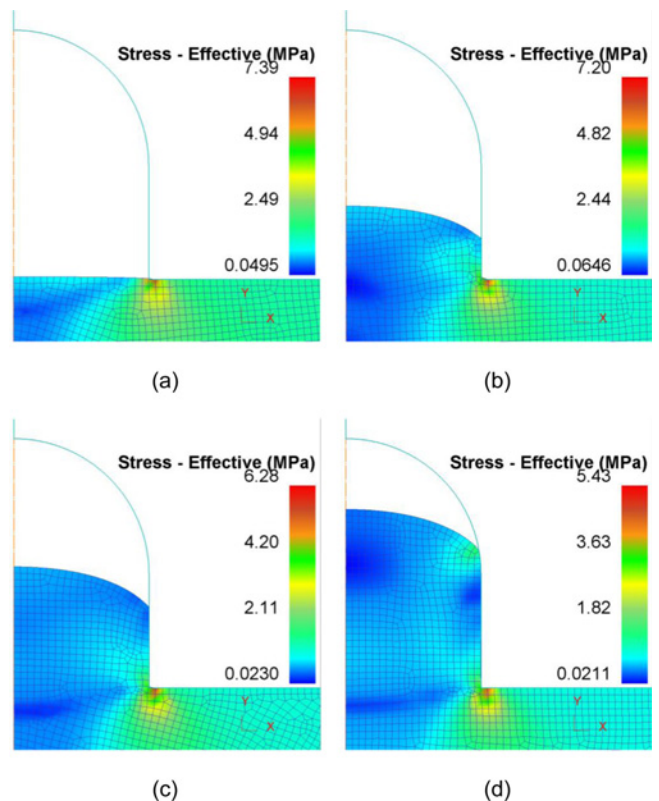 Stress - Effective (MPa)
7.39
4.94
2.49
0.0495
Y
X
(a)
Stress - Effective (MPa)
7.20
4.82
2.44
0.0646
Y
X
(b)
Stress - Effective (MPa)
6.28
4.20
2.11
0.0230
Y
X
(c)
Stress - Effective (MPa)
5.43
3.63
1.82
0.0211
Y
X
(d)